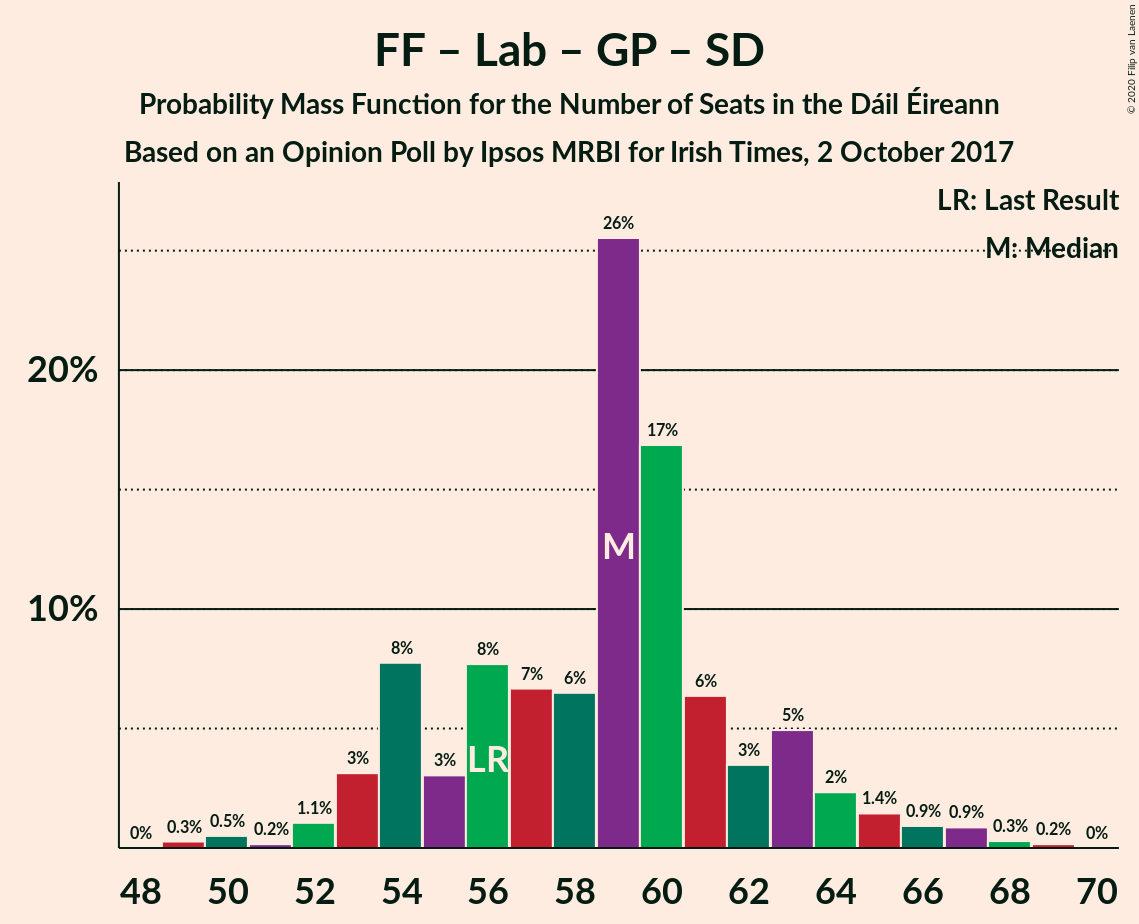 FF – Lab – GP – SD
Probability Mass Function for the Number of Seats in the Dáil Éireann
Based on an Opinion Poll by Ipsos MRBI for Irish Times, 2 October 2017
© 2020 Filip van Laenen
LR: Last Result
M: Median
26%
20%
17%
M
10%
8%
8%
7%
6%
6%
5%
3%
3%
LR
3%
2%
1.4%
1.1%
0.9%
0.9%
0.5%
0.3%
0.2%
0.3%
0.2%
0%
0%
48 50 52 54 56 58 60 62 64 66 68 70